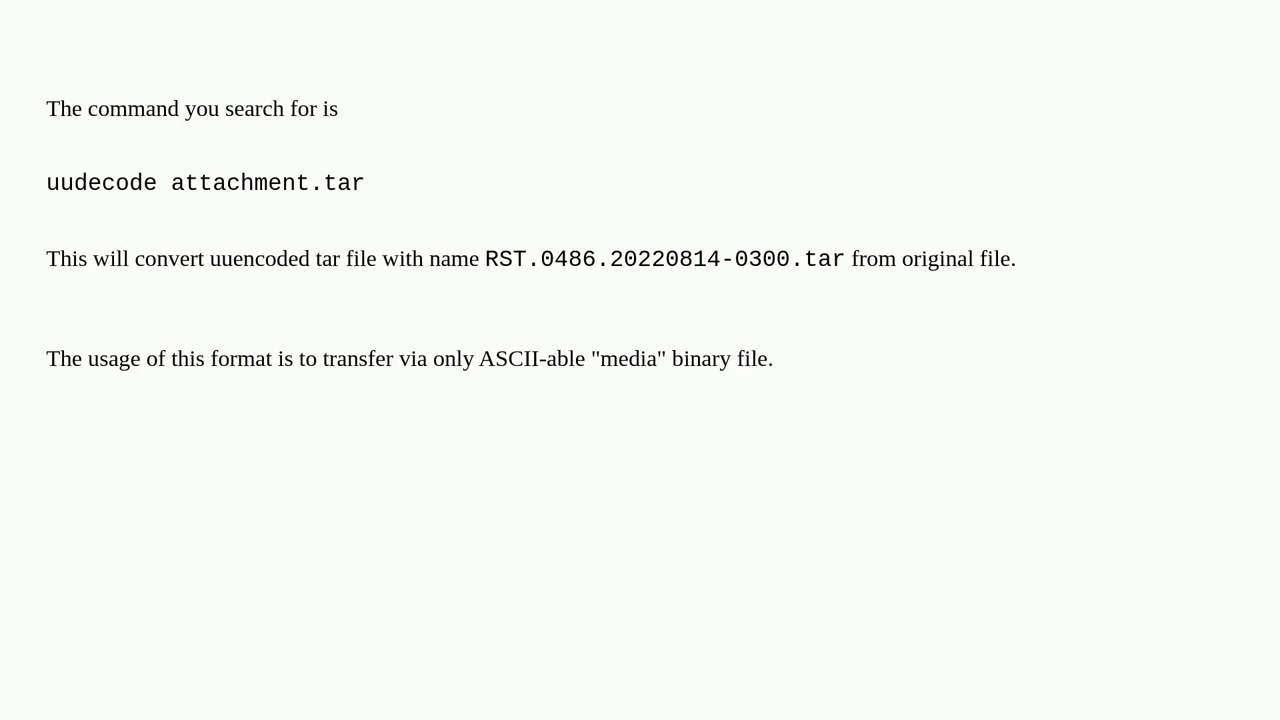 The command you search for is
uudecode attachment.tar
This will convert uuencoded tar file with name RST.0486.20220814-0300.tar from original file.
The usage of this format is to transfer via only ASCII-able "media" binary file.